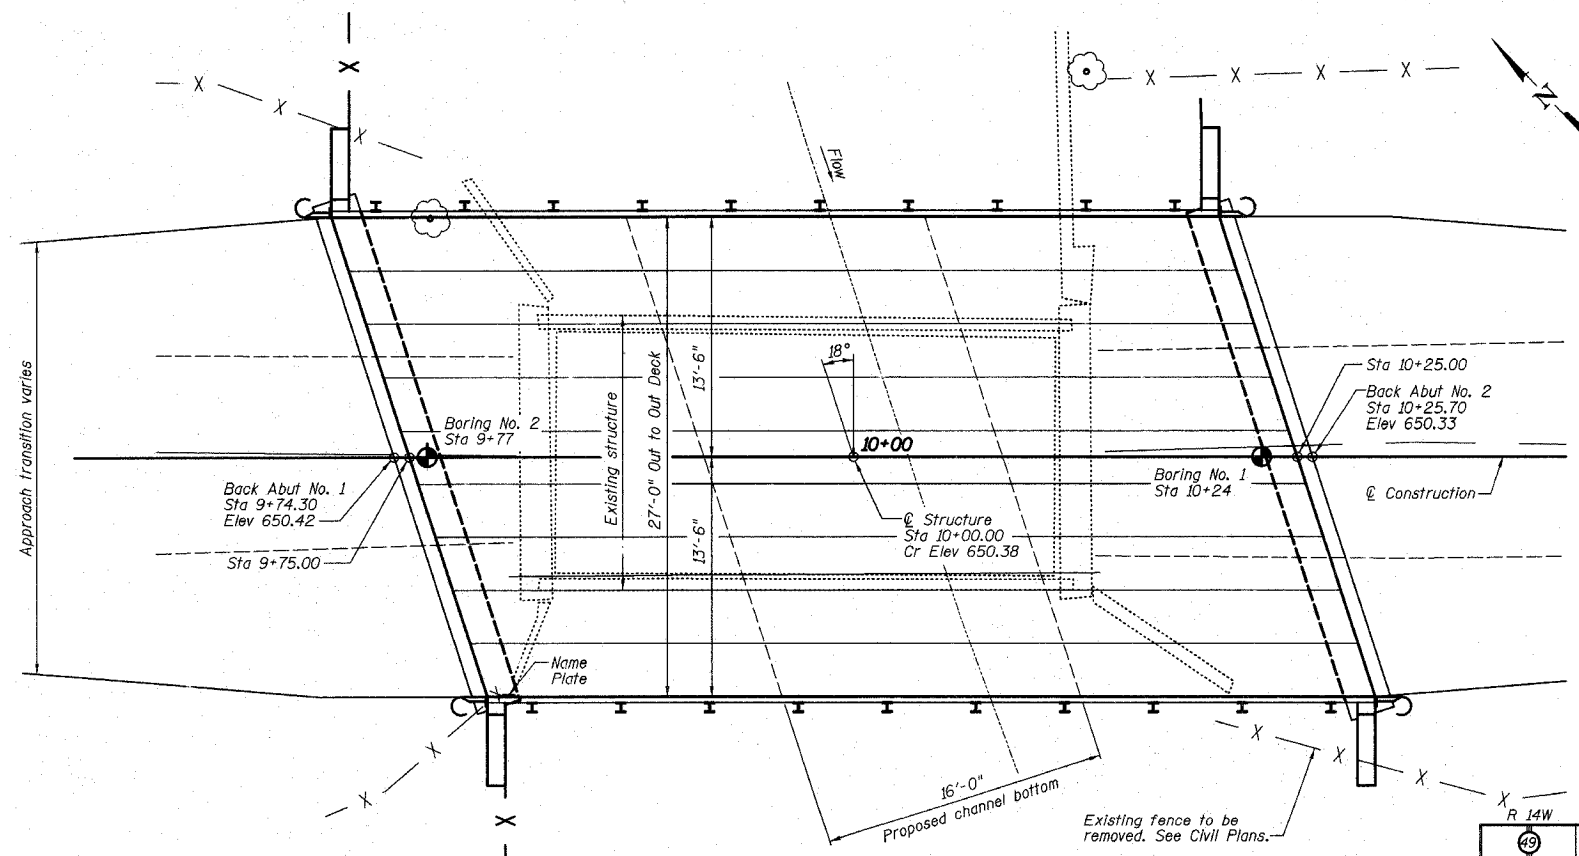 N
Flow
18°
Sta 10+25.00
Back Abut No. 2
Sta 10+25.70
Elev 650.33
Approach transition varies
Existing structure
27'-0" Out to Out Deck
13'-6"
13'-6"
Boring No. 2
Sta 9+77
10+00
Boring No. 1
Sta 10+24
℄ Construction
Back Abut No. 1
Sta 9+74.30
Elev 650.42
Sta 9+75.00
℄ Structure
Sta 10+00.00
Cr Elev 650.38
Name
Plate
16'-0"
Proposed channel bottom
Existing fence to be
removed. See Civil Plans.
R 14W
49